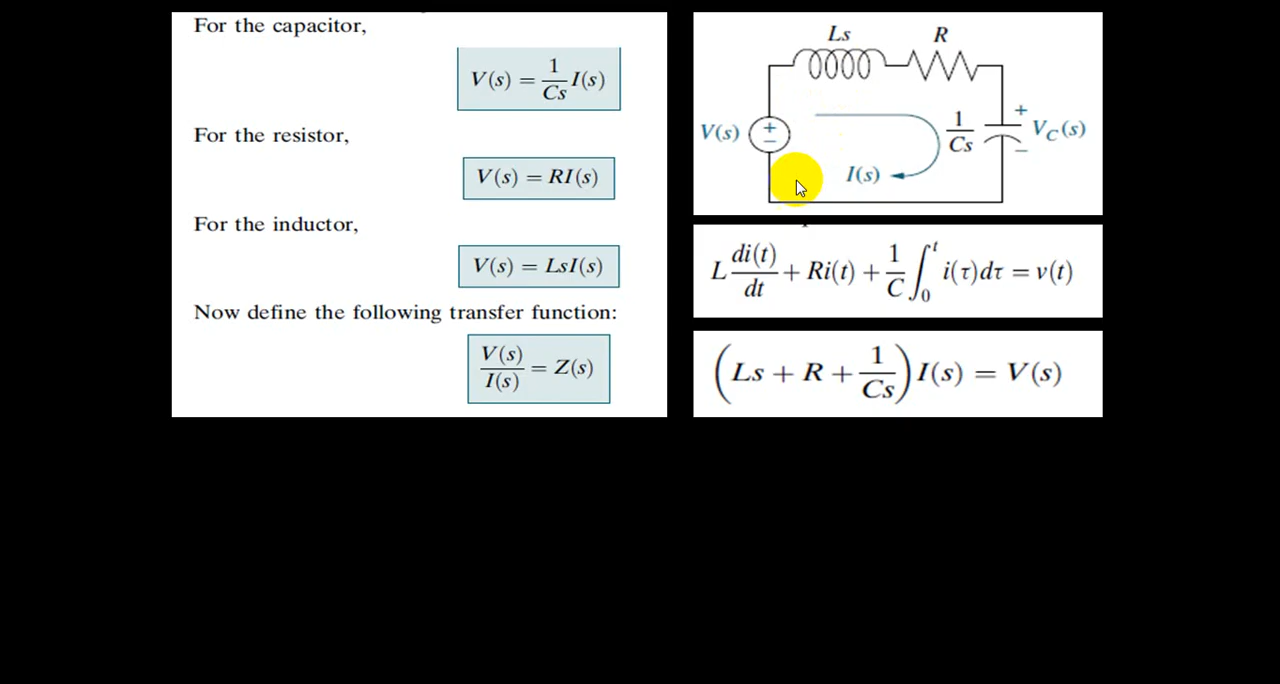 For the capacitor,
V(s) = 1/Cs I(s)
For the resistor,
V(s) = RI(s)
For the inductor,
V(s) = LsI(s)
Now define the following transfer function:
V(s)/I(s) = Z(s)
Ls R
V(s) + − I(s) 1/Cs + − V_C(s)
L di(t)/dt + Ri(t) + 1/C ∫₀ᵗ i(τ)dτ = v(t)
(Ls + R + 1/Cs) I(s) = V(s)